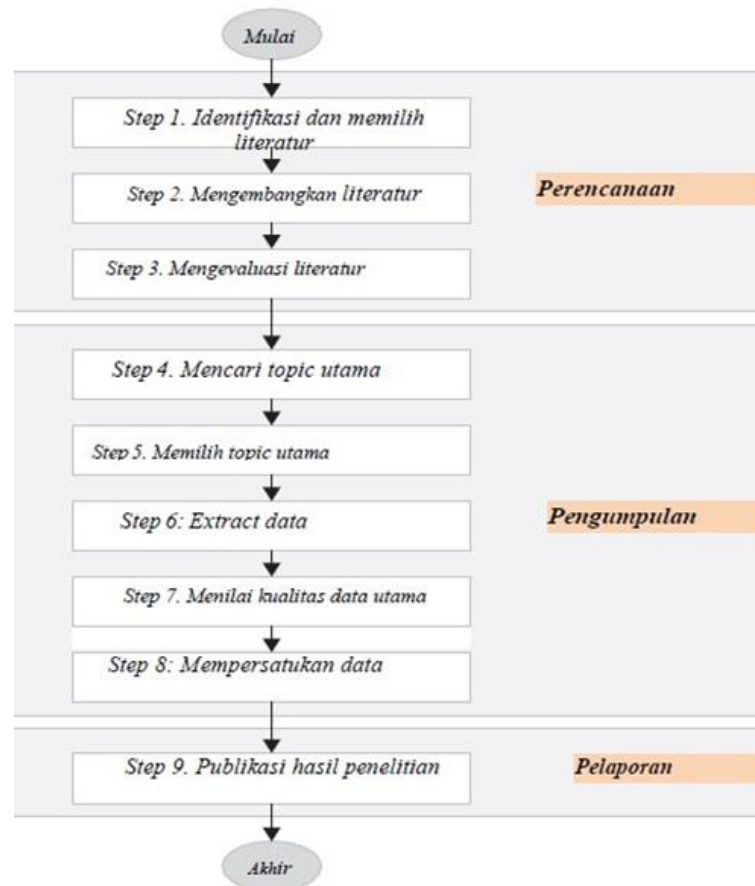 Mulai
Step 1. Identifikasi dan memilih
literatur
Step 2. Mengembangkan literatur
Perencanaan
Step 3. Mengevaluasi literatur
Step 4. Mencari topic utama
Step 5. Memilih topic utama
Step 6: Extract data
Pengumpulan
Step 7. Menilai kualitas data utama
Step 8: Mempersatukan data
Step 9. Publikasi hasil penelitian
Pelaporan
Akhir